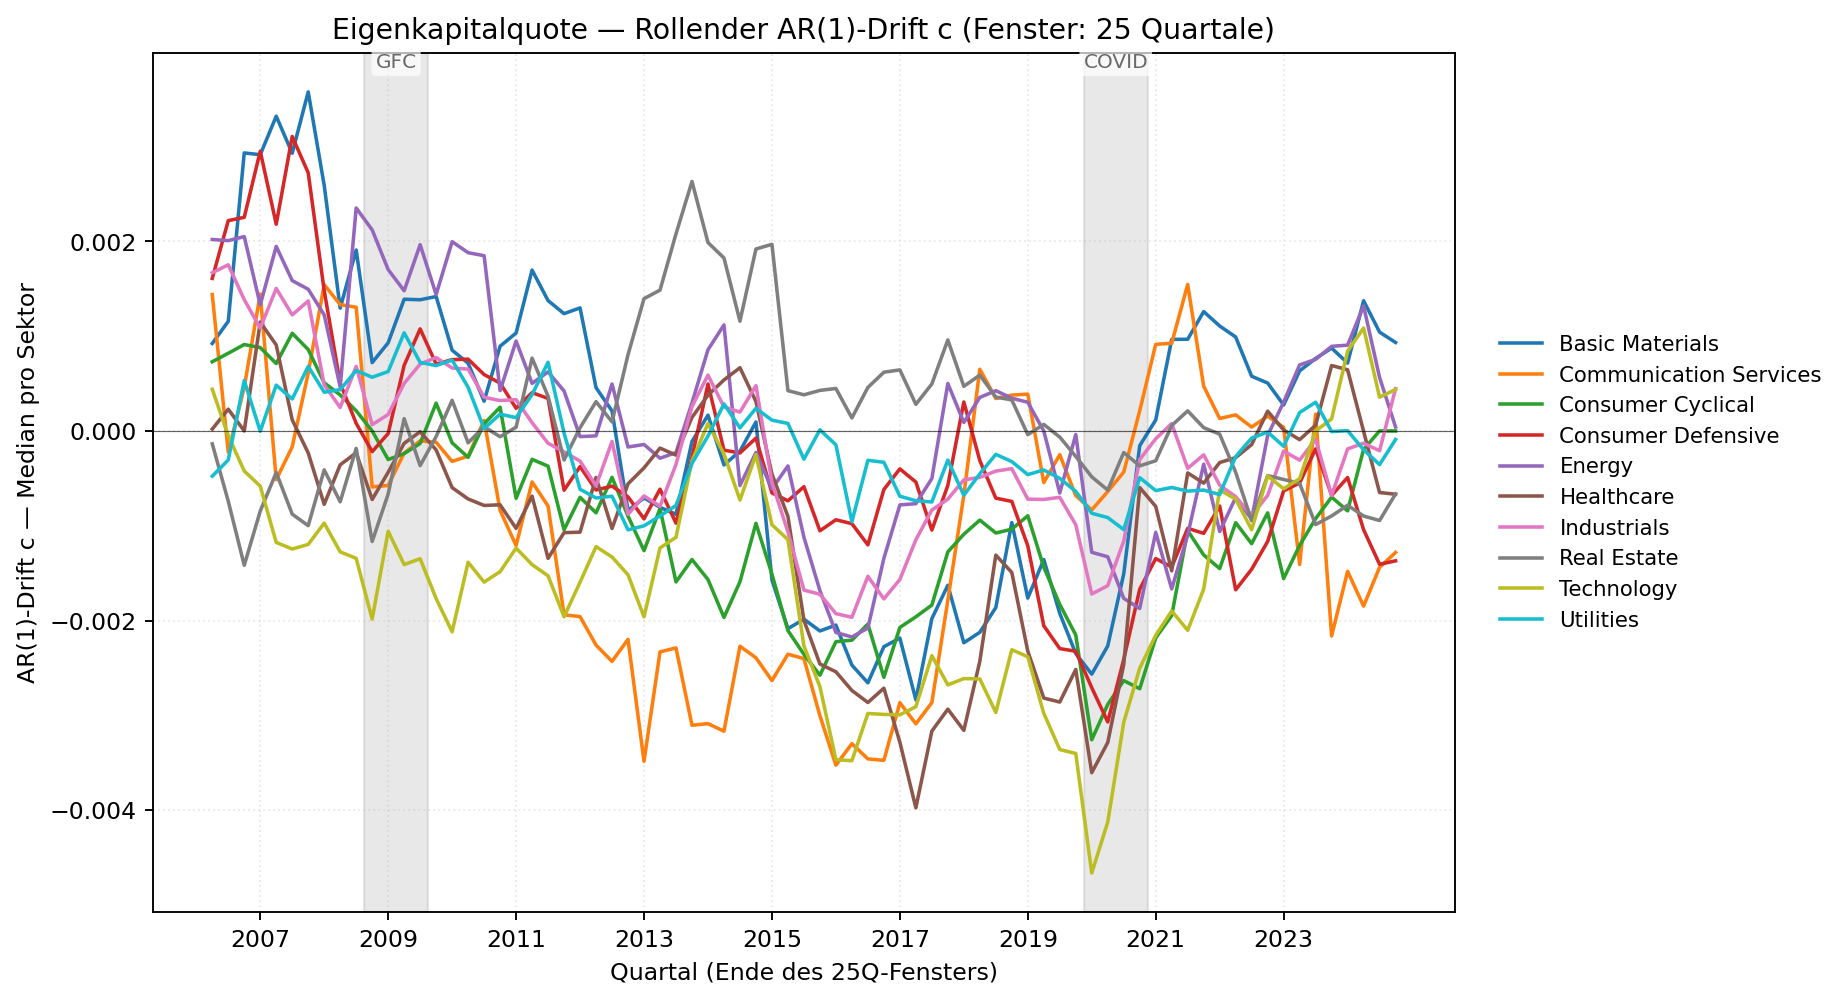 Eigenkapitalquote — Rollender AR(1)-Drift c (Fenster: 25 Quartale)
GFC
COVID
AR(1)-Drift c — Median pro Sektor
0.002
0.000
−0.002
−0.004
2007
2009
2011
2013
2015
2017
2019
2021
2023
Quartal (Ende des 25Q-Fensters)
Basic Materials
Communication Services
Consumer Cyclical
Consumer Defensive
Energy
Healthcare
Industrials
Real Estate
Technology
Utilities